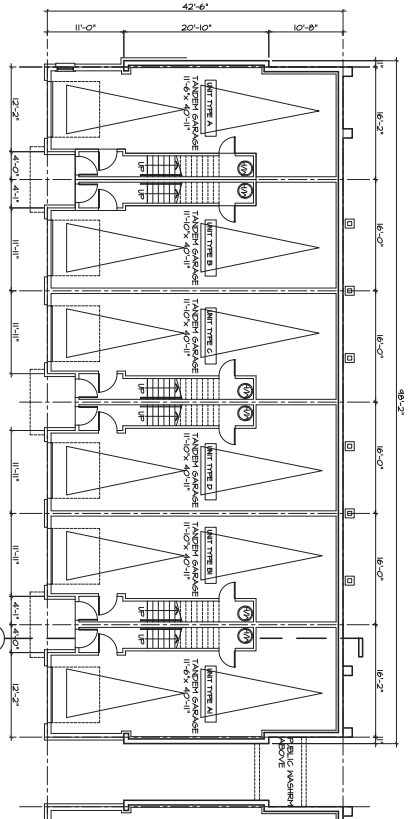 42'-6"
11'-0"
20'-10"
10'-8"
98'-2"
12'-2"
4'-0"
4'-1"
11'-11"
11'-11"
11'-11"
11'-11"
4'-1"
4'-0"
12'-2"
1'
16'-2"
16'-0"
16'-0"
16'-0"
16'-0"
16'-2"
1'
UNIT TYPE A
TANDEM GARAGE
11'-6"x 40'-11"
UP
UP
UNIT TYPE B
TANDEM GARAGE
11'-10"x 40'-11"
UNIT TYPE C
TANDEM GARAGE
11'-10"x 40'-11"
UP
UP
UNIT TYPE D
TANDEM GARAGE
11'-10"x 40'-11"
UNIT TYPE B1
TANDEM GARAGE
11'-10"x 40'-11"
UP
UP
UNIT TYPE A1
TANDEM GARAGE
11'-6"x 40'-11"
PUBLIC WASHRM
ABOVE